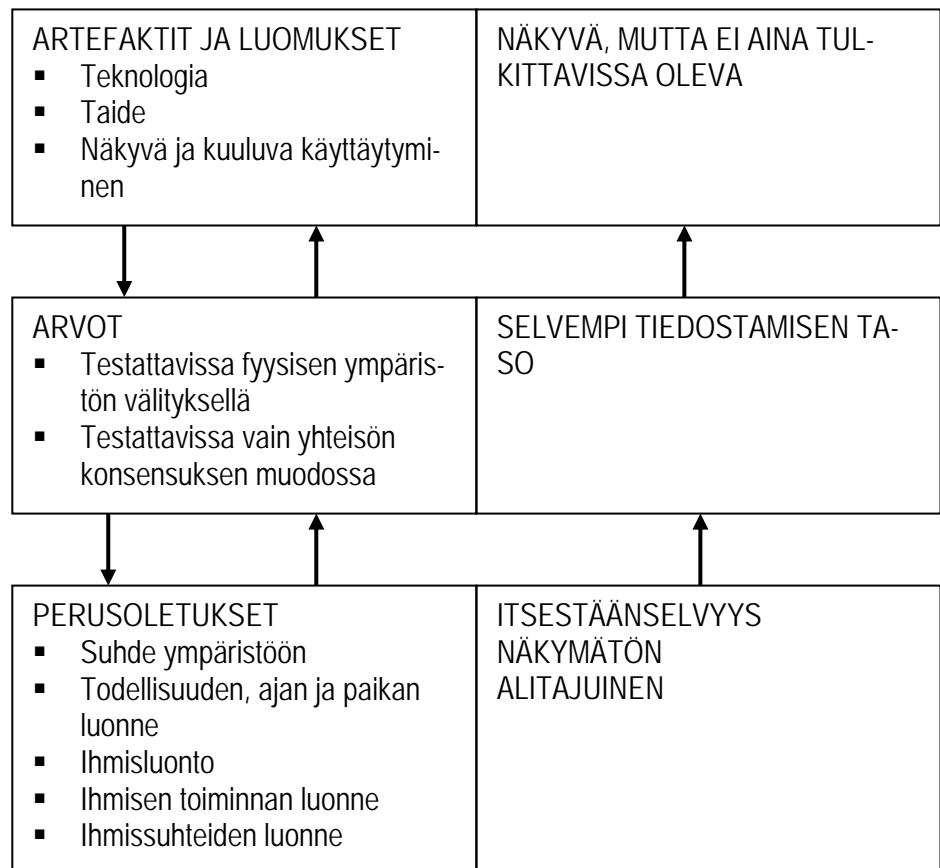 ARTEFAKTIT JA LUOMUKSET
▪ Teknologia
▪ Taide
▪ Näkyvä ja kuuluva käyttäytymi-
nen
NÄKYVÄ, MUTTA EI AINA TUL-
KITTAVISSA OLEVA
ARVOT
▪ Testattavissa fyysisen ympäris-
tön välityksellä
▪ Testattavissa vain yhteisön
konsensuksen muodossa
SELVEMPI TIEDOSTAMISEN TA-
SO
PERUSOLETUKSET
▪ Suhde ympäristöön
▪ Todellisuuden, ajan ja paikan
luonne
▪ Ihmisluonto
▪ Ihmisen toiminnan luonne
▪ Ihmissuhteiden luonne
ITSESTÄÄNSELVYYS
NÄKYMÄTÖN
ALITAJUINEN